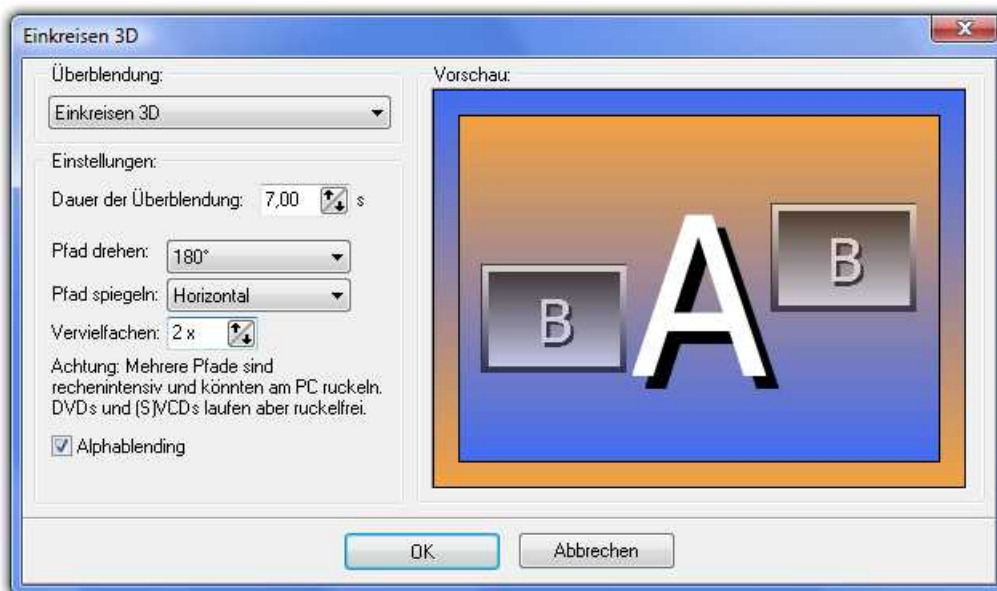 Einkreisen 3D
Überblendung:
Einkreisen 3D
Einstellungen:
Dauer der Überblendung: 7,00 s
Pfad drehen: 180°
Pfad spiegeln: Horizontal
Vervielfachen: 2 x
Achtung: Mehrere Pfade sind
rechenintensiv und könnten am PC ruckeln.
DVDs und (S)VCDs laufen aber ruckelfrei.
Alphablending
Vorschau:
B A B
OK Abbrechen